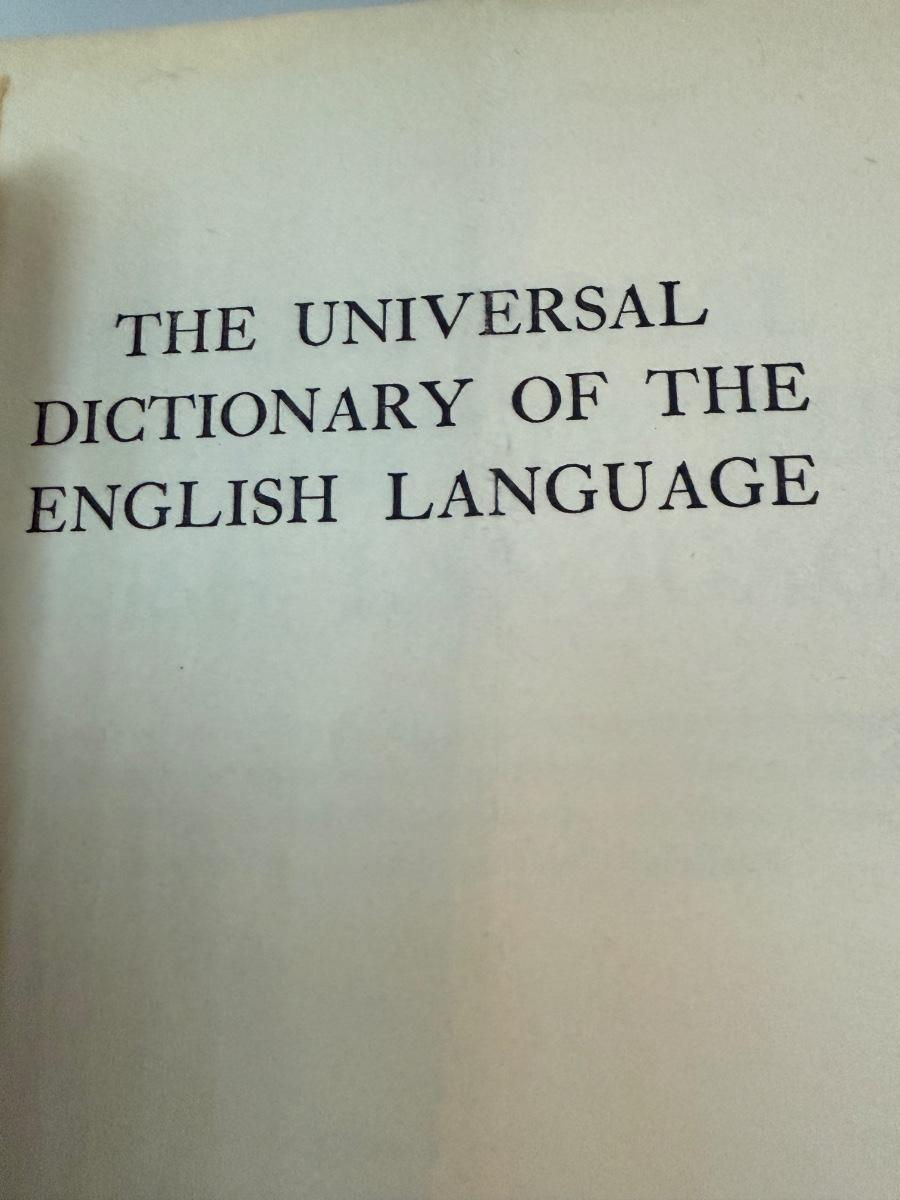 THE UNIVERSAL
DICTIONARY OF THE
ENGLISH LANGUAGE